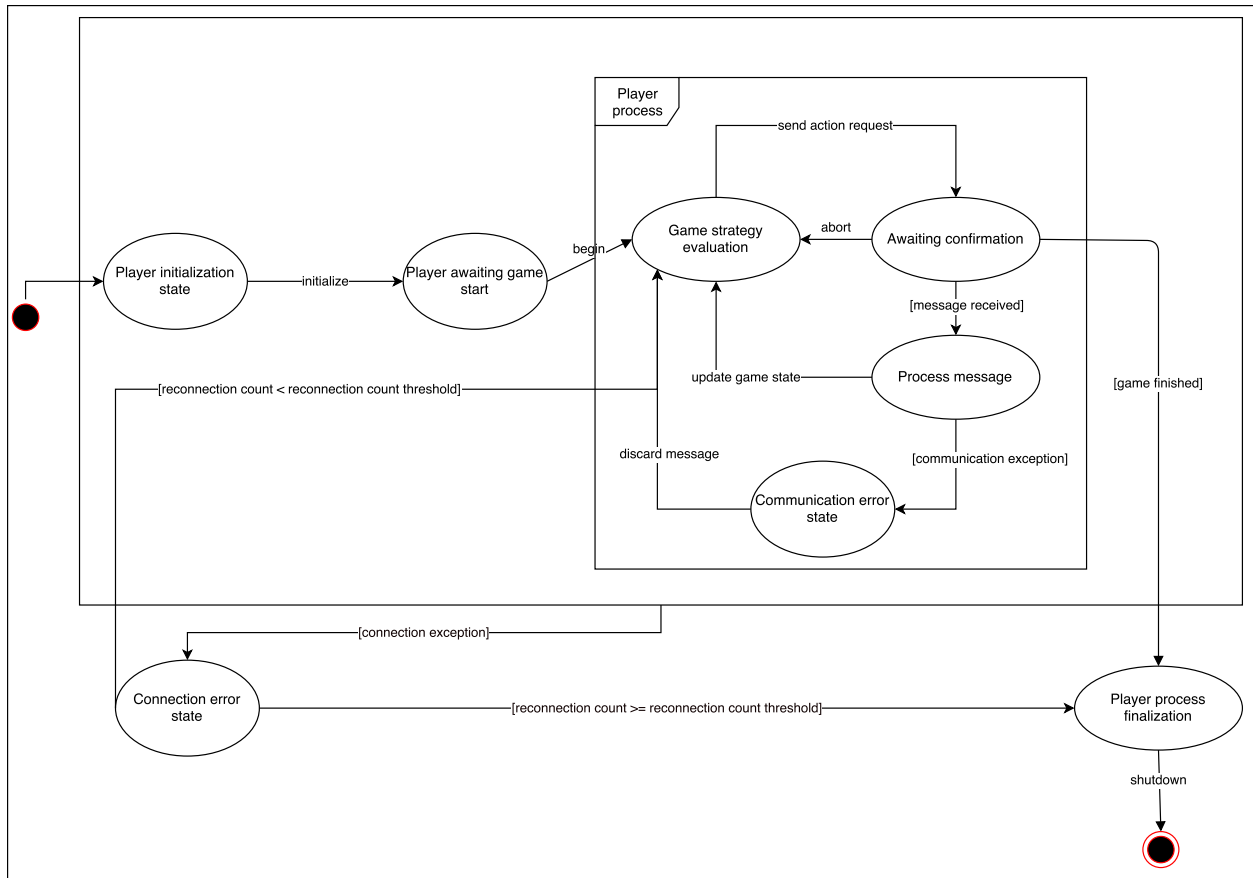 Player
process
send action request
Game strategy
evaluation
abort
Awaiting confirmation
begin
Player initialization
state
initialize
Player awaiting game
start
[message received]
update game state
Process message
[game finished]
[reconnection count < reconnection count threshold]
discard message
[communication exception]
Communication error
state
[connection exception]
Connection error
state
[reconnection count >= reconnection count threshold]
Player process
finalization
shutdown